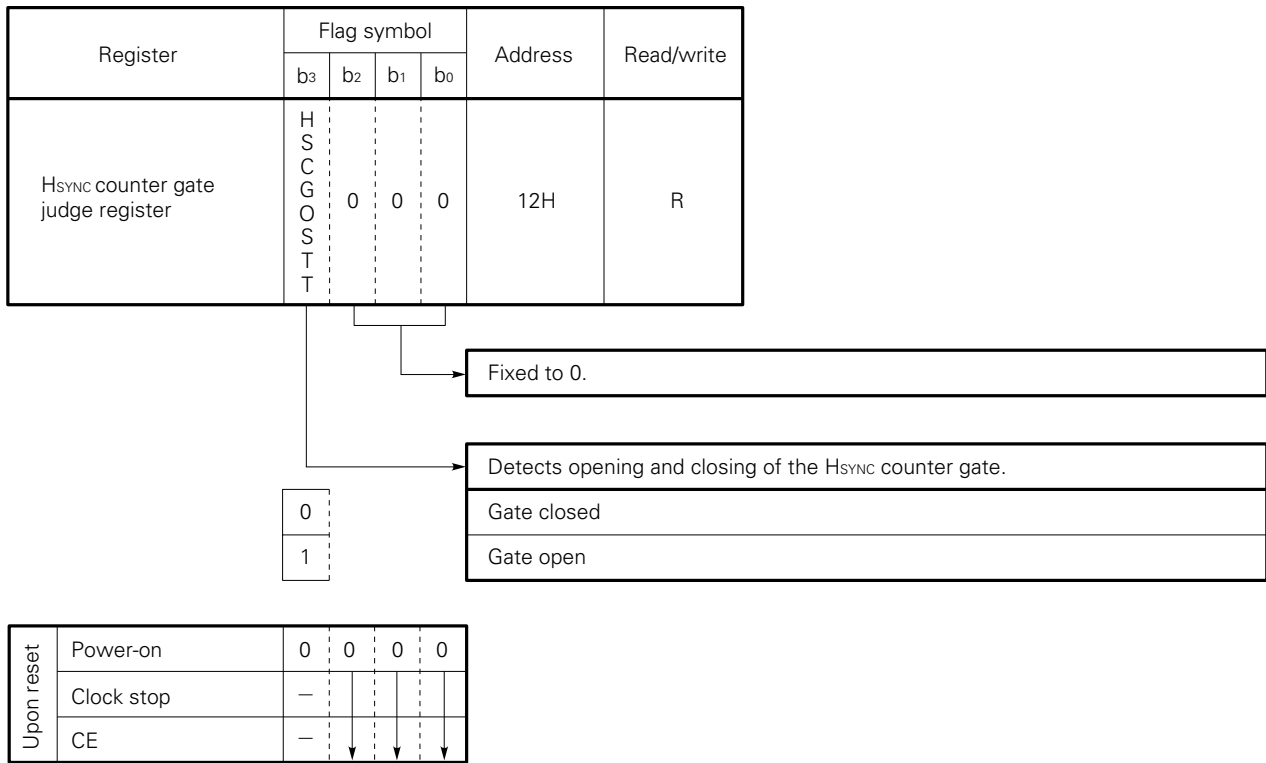 Register
Flag symbol
Address
Read/write
b3
b2
b1
b0
HSYNC counter gate
judge register
HSCGOSTT
0
0
0
12H
R
Fixed to 0.
Detects opening and closing of the HSYNC counter gate.
0
Gate closed
1
Gate open
Upon reset
Power-on
0
0
0
0
Clock stop
–
CE
–